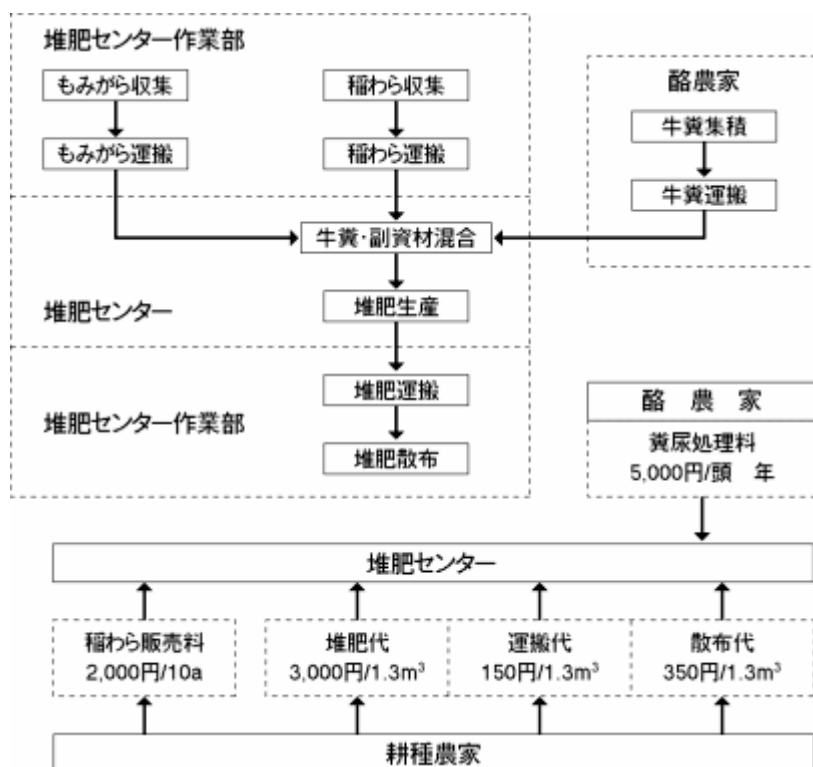 堆肥センター作業部
もみがら収集
稲わら収集
もみがら運搬
稲わら運搬
酪農家
牛糞集積
牛糞運搬
牛糞・副資材混合
堆肥生産
堆肥センター
堆肥運搬
堆肥散布
堆肥センター作業部
酪農家
糞尿処理料
5,000円/頭 年
堆肥センター
稲わら販売料
2,000円/10a
堆肥代
3,000円/1.3m³
運搬代
150円/1.3m³
散布代
350円/1.3m³
耕種農家